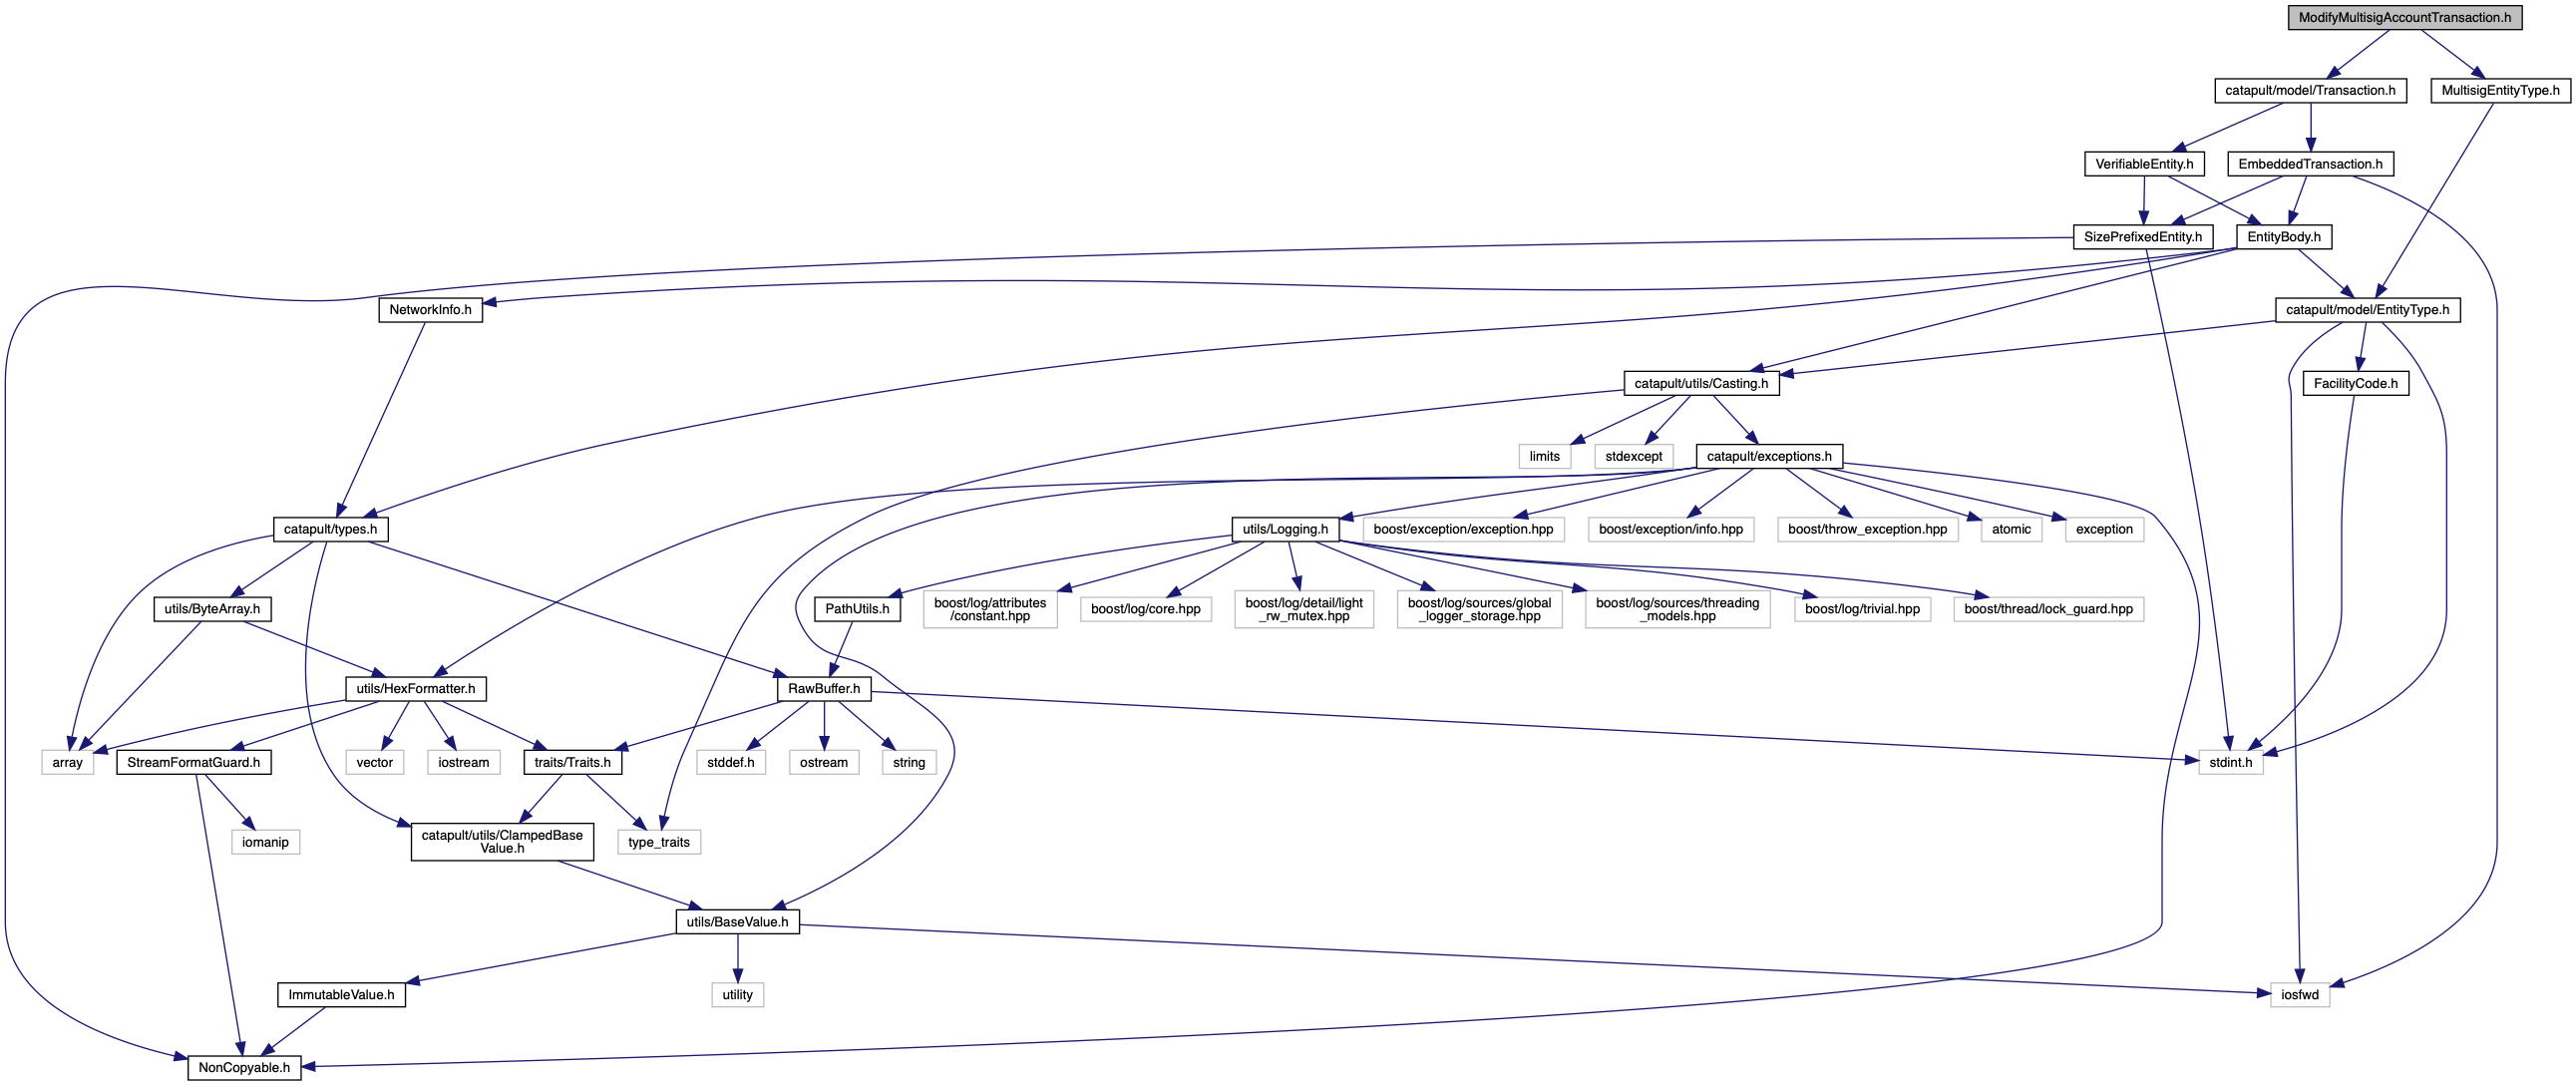 ModifyMultisigAccountTransaction.h
catapult/model/Transaction.h
MultisigEntityType.h
VerifiableEntity.h
EmbeddedTransaction.h
SizePrefixedEntity.h
EntityBody.h
NetworkInfo.h
catapult/model/EntityType.h
catapult/utils/Casting.h
FacilityCode.h
limits
stdexcept
catapult/exceptions.h
catapult/types.h
utils/Logging.h
boost/exception/exception.hpp
boost/exception/info.hpp
boost/throw_exception.hpp
atomic
exception
utils/ByteArray.h
PathUtils.h
boost/log/attributes
/constant.hpp
boost/log/core.hpp
boost/log/detail/light
_rw_mutex.hpp
boost/log/sources/global
_logger_storage.hpp
boost/log/sources/threading
_models.hpp
boost/log/trivial.hpp
boost/thread/lock_guard.hpp
utils/HexFormatter.h
RawBuffer.h
array
StreamFormatGuard.h
vector
iostream
traits/Traits.h
stddef.h
ostream
string
stdint.h
iomanip
catapult/utils/ClampedBase
Value.h
type_traits
utils/BaseValue.h
ImmutableValue.h
utility
iosfwd
NonCopyable.h